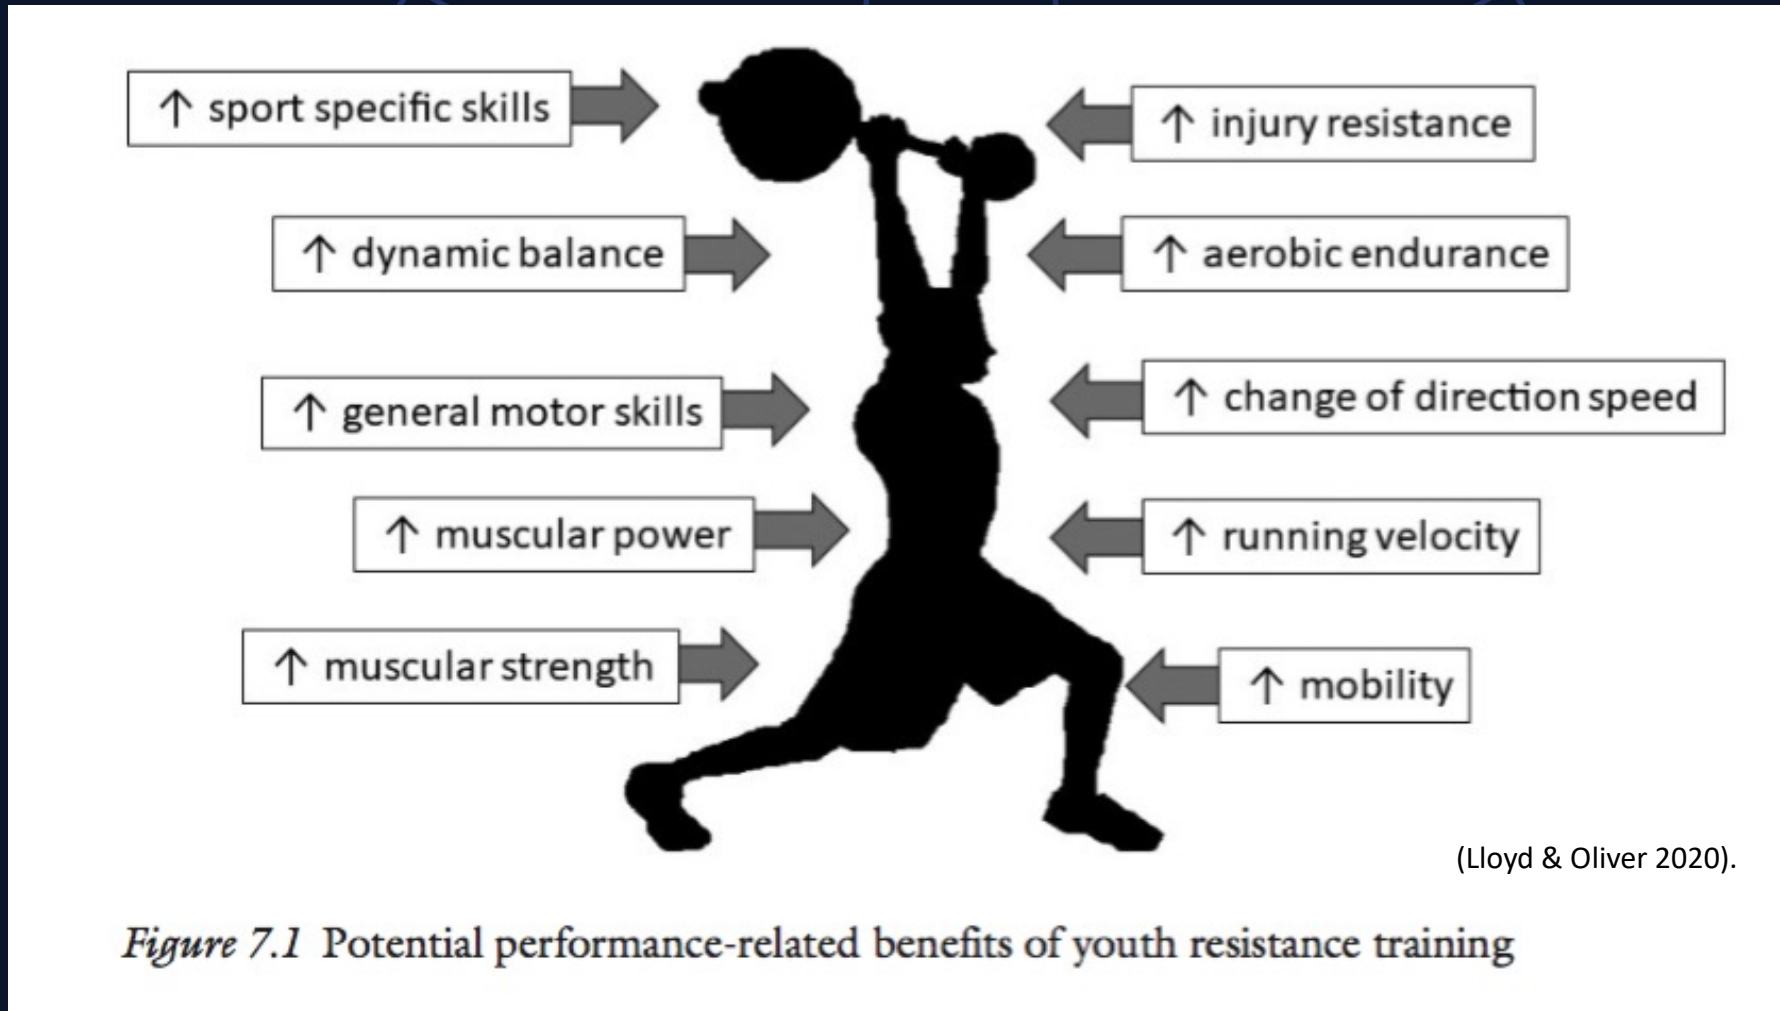 ↑ sport specific skills
↑ dynamic balance
↑ general motor skills
↑ muscular power
↑ muscular strength
↑ injury resistance
↑ aerobic endurance
↑ change of direction speed
↑ running velocity
↑ mobility
(Lloyd & Oliver 2020).
Figure 7.1 Potential performance-related benefits of youth resistance training